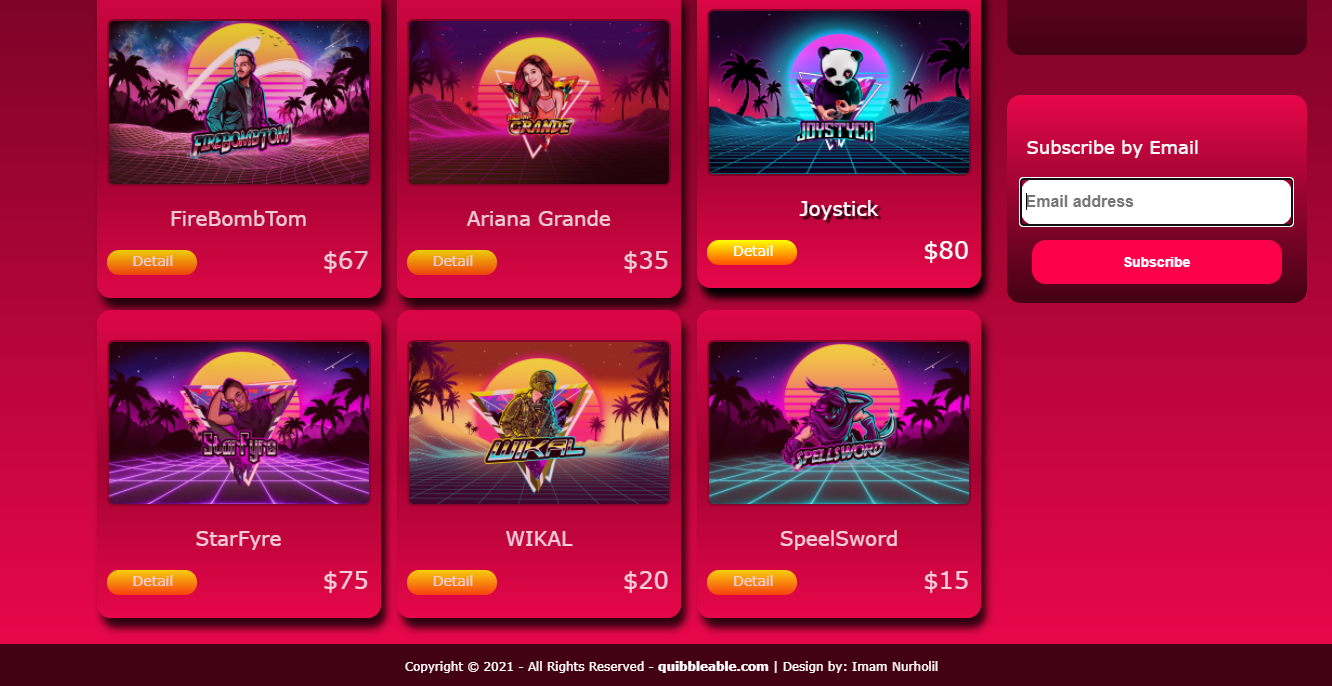 FIREBOMBTOM
FireBombTom
Detail
$67
GRANDE
Ariana Grande
Detail
$35
JOYSTYCK
Joystick
Detail
$80
StarFyre
StarFyre
Detail
$75
WIKAL
WIKAL
Detail
$20
SPELLSWORD
SpeelSword
Detail
$15
Subscribe by Email
Email address
Subscribe
Copyright © 2021 - All Rights Reserved - quibbleable.com | Design by: Imam Nurholil